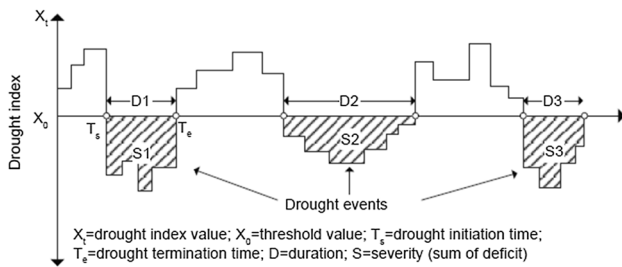 Xₜ
D1
D2
D3
Drought index
X₀
Tₛ
Tₑ
S1
S2
S3
Drought events
Xₜ=drought index value; X₀=threshold value; Tₛ=drought initiation time;
Tₑ=drought termination time; D=duration; S=severity (sum of deficit)